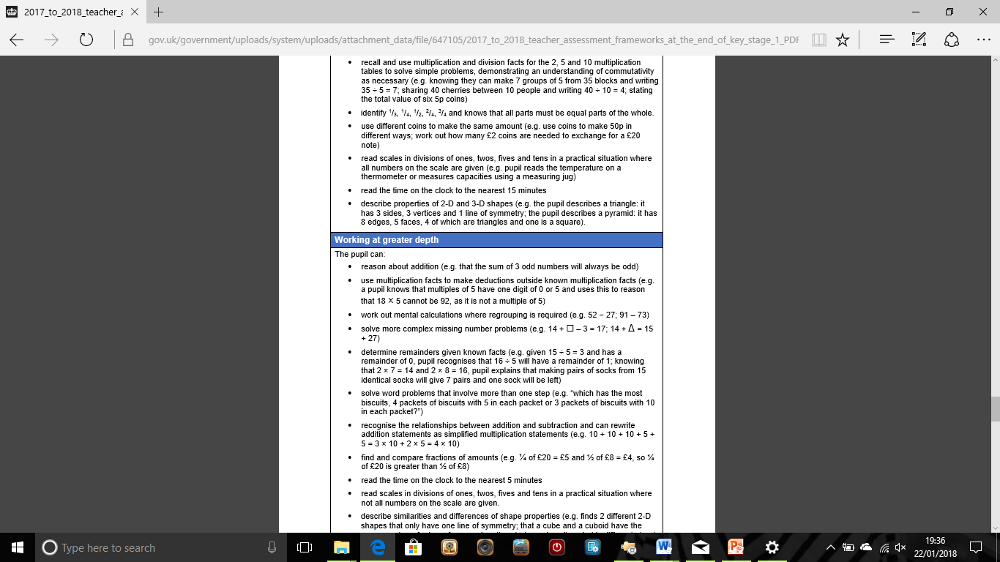 2017_to_2018_teacher_a
gov.uk/government/uploads/system/uploads/attachment_data/file/647105/2017_to_2018_teacher_assessment_frameworks_at_the_end_of_key_stage_1_PDF
• recall and use multiplication and division facts for the 2, 5 and 10 multiplication
tables to solve simple problems, demonstrating an understanding of commutativity
as necessary (e.g. knowing they can make 7 groups of 5 from 35 blocks and writing
35 ÷ 5 = 7; sharing 40 cherries between 10 people and writing 40 ÷ 10 = 4; stating
the total value of six 5p coins)
• identify 1/3, 1/4, 1/2, 2/4, 3/4 and knows that all parts must be equal parts of the whole.
• use different coins to make the same amount (e.g. use coins to make 50p in
different ways; work out how many £2 coins are needed to exchange for a £20
note)
• read scales in divisions of ones, twos, fives and tens in a practical situation where
all numbers on the scale are given (e.g. pupil reads the temperature on a
thermometer or measures capacities using a measuring jug)
• read the time on the clock to the nearest 15 minutes
• describe properties of 2-D and 3-D shapes (e.g. the pupil describes a triangle: it
has 3 sides, 3 vertices and 1 line of symmetry; the pupil describes a pyramid: it has
8 edges, 5 faces, 4 of which are triangles and one is a square).
Working at greater depth
The pupil can:
• reason about addition (e.g. that the sum of 3 odd numbers will always be odd)
• use multiplication facts to make deductions outside known multiplication facts (e.g.
a pupil knows that multiples of 5 have one digit of 0 or 5 and uses this to reason
that 18 × 5 cannot be 92, as it is not a multiple of 5)
• work out mental calculations where regrouping is required (e.g. 52 − 27; 91 – 73)
• solve more complex missing number problems (e.g. 14 + □ – 3 = 17; 14 + Δ = 15
+ 27)
• determine remainders given known facts (e.g. given 15 ÷ 5 = 3 and has a
remainder of 0, pupil recognises that 16 ÷ 5 will have a remainder of 1; knowing
that 2 × 7 = 14 and 2 × 8 = 16, pupil explains that making pairs of socks from 15
identical socks will give 7 pairs and one sock will be left)
• solve word problems that involve more than one step (e.g. “which has the most
biscuits, 4 packets of biscuits with 5 in each packet or 3 packets of biscuits with 10
in each packet?”)
• recognise the relationships between addition and subtraction and can rewrite
addition statements as simplified multiplication statements (e.g. 10 + 10 + 10 + 5 +
5 = 3 × 10 + 2 × 5 = 4 × 10)
• find and compare fractions of amounts (e.g. ¼ of £20 = £5 and ½ of £8 = £4, so ¼
of £20 is greater than ½ of £8)
• read the time on the clock to the nearest 5 minutes
• read scales in divisions of ones, twos, fives and tens in a practical situation where
not all numbers on the scale are given.
• describe similarities and differences of shape properties (e.g. finds 2 different 2-D
shapes that only have one line of symmetry; that a cube and a cuboid have the
Type here to search
19:36
22/01/2018